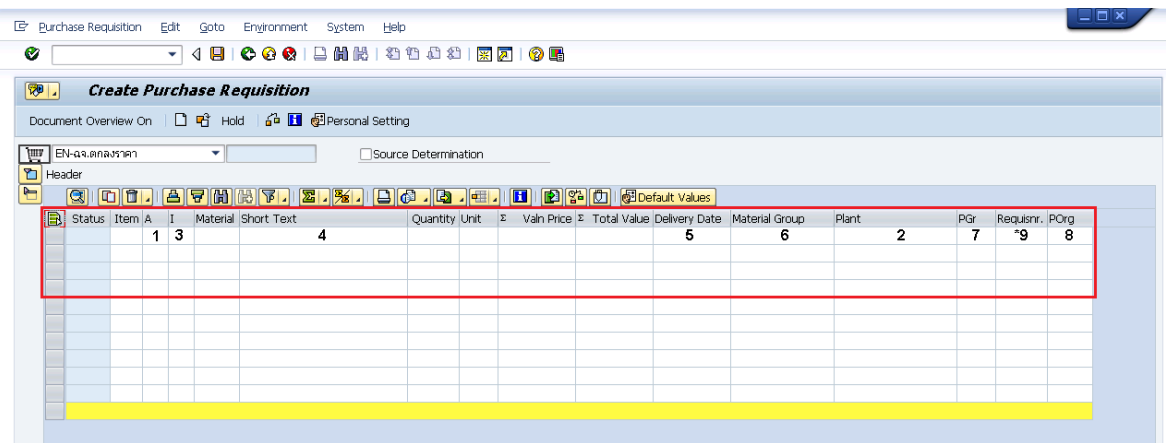 Purchase Requisition Edit Goto Environment System Help
Create Purchase Requisition
Document Overview On Hold Personal Setting
EN-ฉจ.ตกลงราคา Source Determination
Header
Default Values
Status Item A I Material Short Text Quantity Unit Σ Valn Price Σ Total Value Delivery Date Material Group Plant PGr Requisnr. POrg
1 3 4 5 6 2 7 *9 8